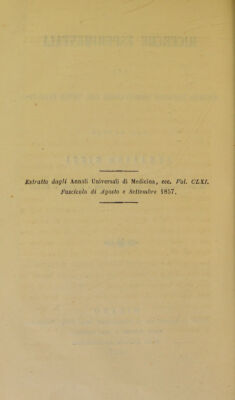 Estratto dagli Annali Universali di Medicina, ecc. Vol. CLXI.
Fascicolo di Agosto e Settembre 1857.